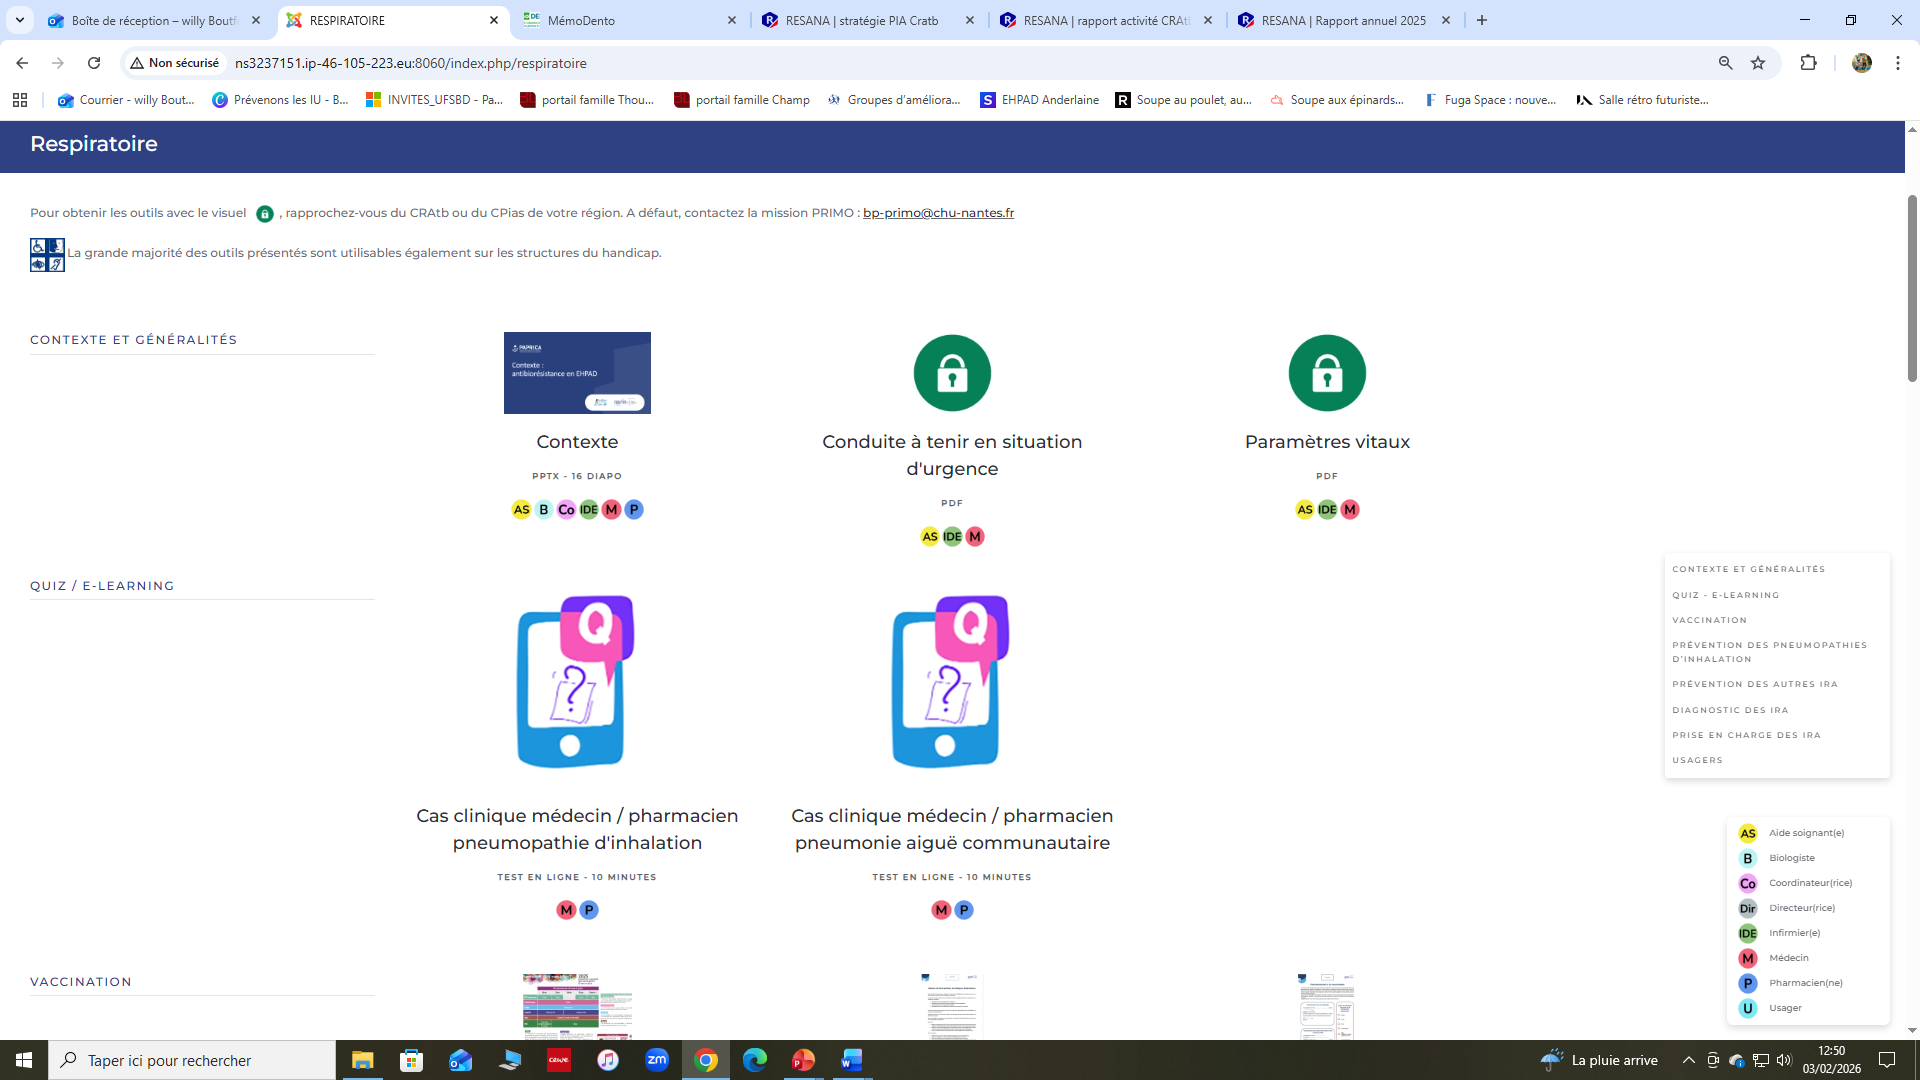 Boîte de réception – willy Boutf
RESPIRATOIRE
MémoDento
RESANA | stratégie PIA Cratb
RESANA | rapport activité CRAt
RESANA | Rapport annuel 2025
Non sécurisé
ns3237151.ip-46-105-223.eu:8060/index.php/respiratoire
Courrier - willy Bout...
Prévenons les IU - B...
INVITES_UFSBD - Pa...
portail famille Thou...
portail famille Champ
Groupes d'améliora...
EHPAD Anderlaine
Soupe au poulet, au...
Soupe aux épinards...
Fuga Space : nouve...
Salle rétro futuriste...
Respiratoire
Pour obtenir les outils avec le visuel , rapprochez-vous du CRAtb ou du CPias de votre région. A défaut, contactez la mission PRIMO : bp-primo@chu-nantes.fr
La grande majorité des outils présentés sont utilisables également sur les structures du handicap.
CONTEXTE ET GÉNÉRALITÉS
PAPRICA
Contexte :
antibiorésistance en EHPAD
Contexte
PPTX - 16 DIAPO
AS B Co IDE M P
Conduite à tenir en situation
d'urgence
PDF
AS IDE M
Paramètres vitaux
PDF
AS IDE M
QUIZ / E-LEARNING
Q
?
Cas clinique médecin / pharmacien
pneumopathie d'inhalation
TEST EN LIGNE - 10 MINUTES
M P
Q
?
Cas clinique médecin / pharmacien
pneumonie aiguë communautaire
TEST EN LIGNE - 10 MINUTES
M P
VACCINATION
2025
CONTEXTE ET GÉNÉRALITÉS
QUIZ - E-LEARNING
VACCINATION
PRÉVENTION DES PNEUMOPATHIES
D'INHALATION
PRÉVENTION DES AUTRES IRA
DIAGNOSTIC DES IRA
PRISE EN CHARGE DES IRA
USAGERS
AS Aide soignant(e)
B Biologiste
Co Coordinateur(rice)
Dir Directeur(rice)
IDE Infirmier(e)
M Médecin
P Pharmacien(ne)
U Usager
Taper ici pour rechercher
cewe
zm
La pluie arrive
12:50
03/02/2026